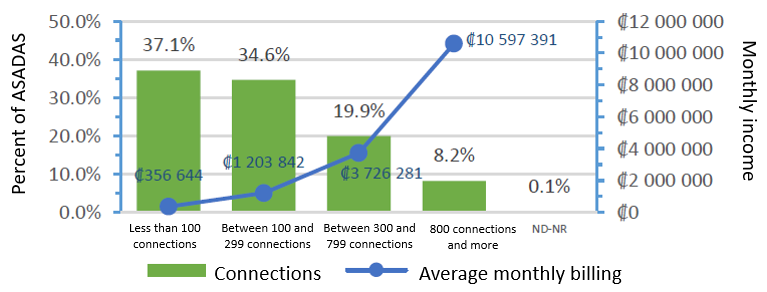 50.0%
40.0%
30.0%
20.0%
10.0%
0.0%
Percent of ASADAS
37.1%
34.6%
19.9%
8.2%
0.1%
₡356 644
₡1 203 842
₡3 726 281
₡10 597 391
₡12 000 000
₡10 000 000
₡8 000 000
₡6 000 000
₡4 000 000
₡2 000 000
₡0
Monthly income
Less than 100
connections
Between 100 and
299 connections
Between 300 and
799 connections
800 connections
and more
ND-NR
Connections
Average monthly billing